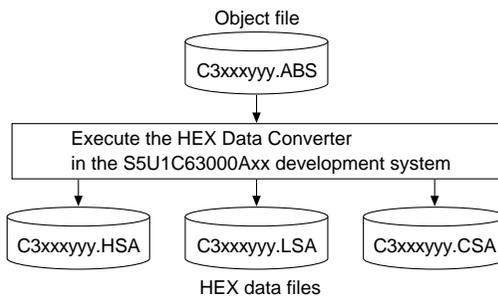 Object file
C3xxxyyy.ABS
Execute the HEX Data Converter
in the S5U1C63000Axx development system
C3xxxyyy.HSA
C3xxxyyy.LSA
C3xxxyyy.CSA
HEX data files